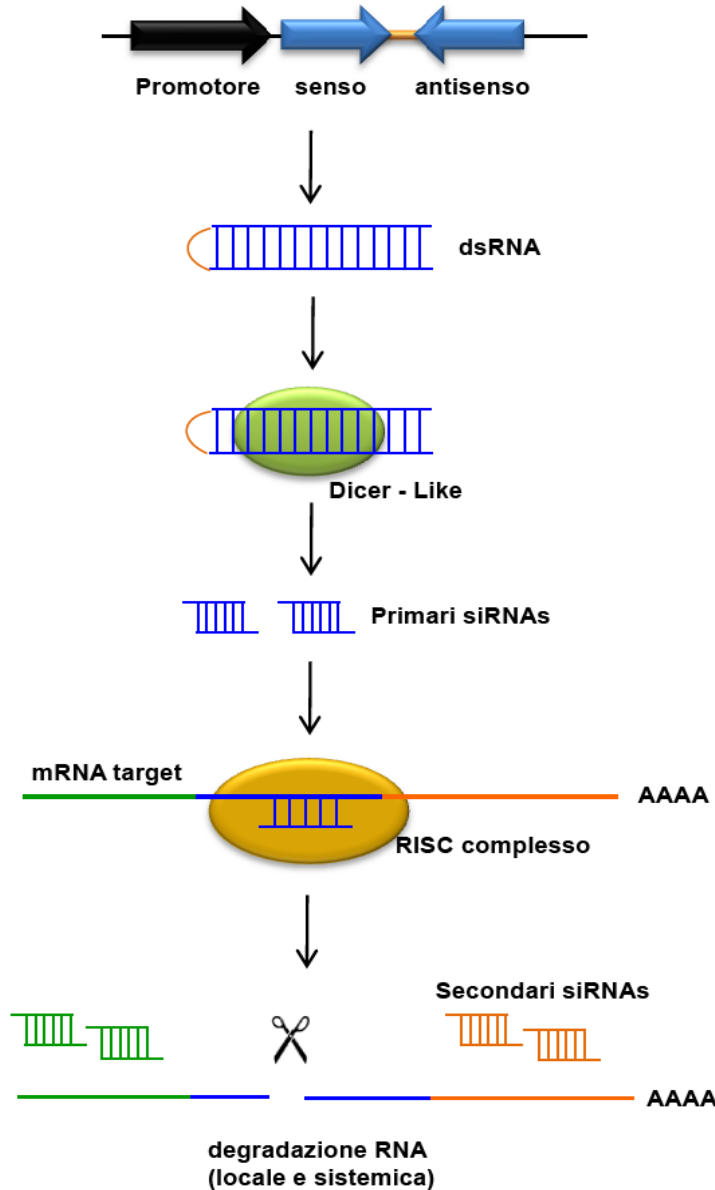 Promotore senso antisenso
dsRNA
Dicer - Like
Primari siRNAs
mRNA target
AAAA
RISC complesso
Secondari siRNAs
AAAA
degradazione RNA
(locale e sistemica)